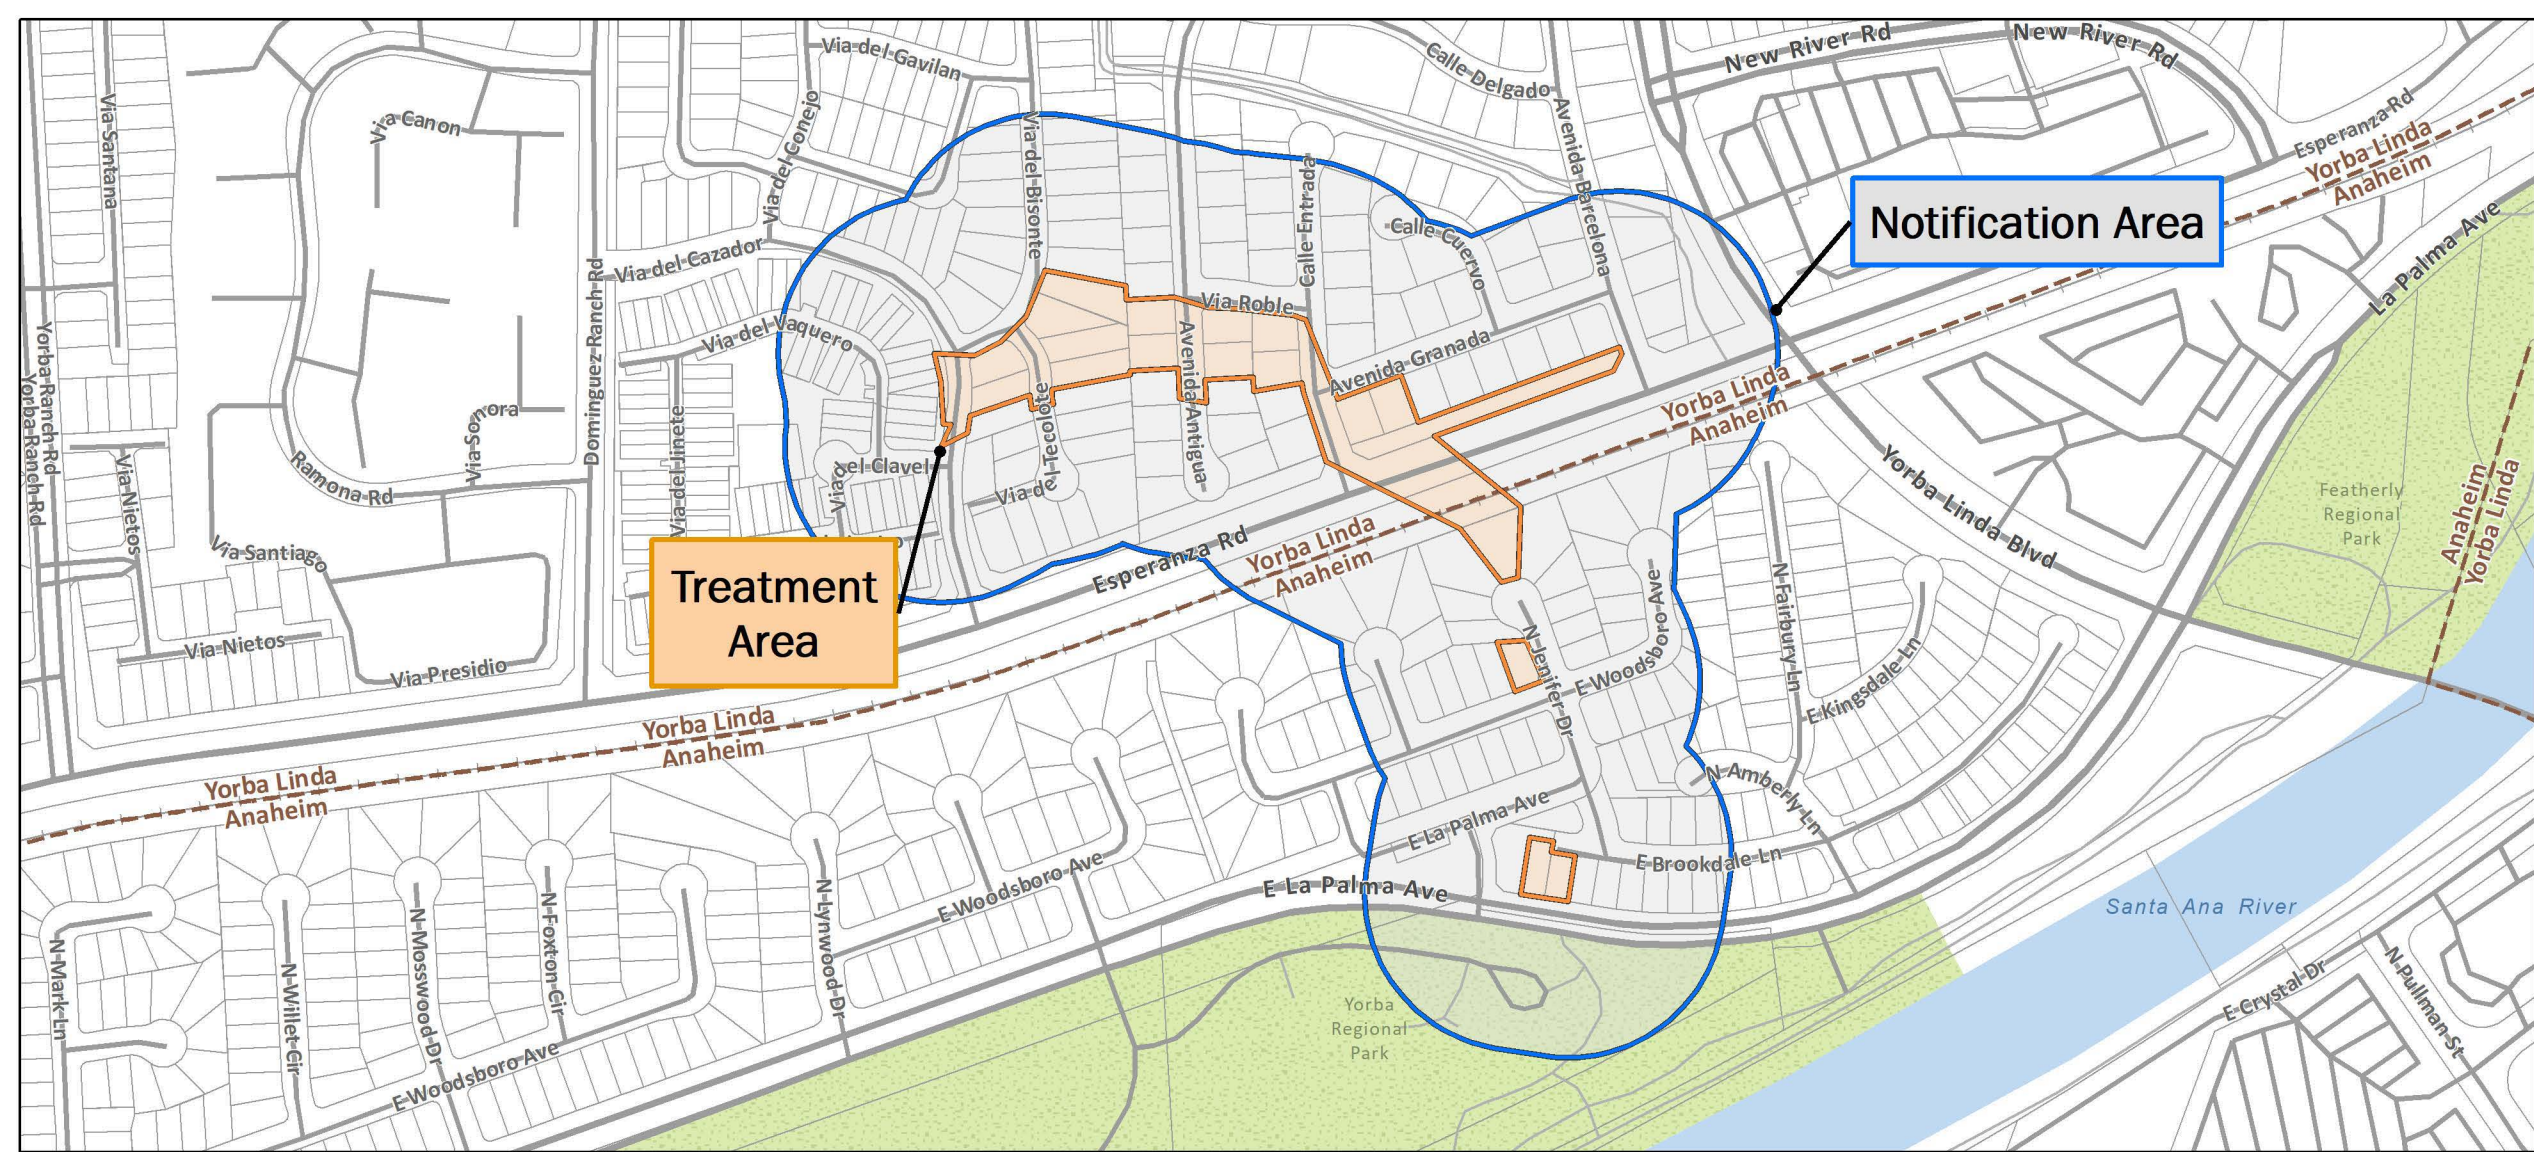 New River Rd
New River Rd
Via del Gavilan
Calle Delgado
Via Santana
Via Canon
Via del Conejo
Via del Bisonte
Avenida Barcelona
Esperanza Rd
Yorba Linda
Anaheim
Notification Area
La Palma Ave
Calle Entrada
Calle Cuervo
Via del Cazador
Dominguez Ranch Rd
Via Roble
Via del Vaquero
Avenida Granada
Avenida Antigua
Yorba Ranch Rd
Yorba Ranch Rd
Via Sonora
Via del Jinete
Via del Tecolote
Yorba Linda
Anaheim
Yorba Linda Blvd
Ramona Rd
Via Nietos
el Clavel
Via d
Featherly
Regional
Park
Anaheim
Yorba Linda
Via Santiago
Esperanza Rd
Yorba Linda
Anaheim
Treatment
Area
N Fairbury Ln
E Woodsboro Ave
N Jenifer Dr
E Kingsdale Ln
Via Nietos
Via Presidio
Yorba Linda
Anaheim
Yorba Linda
Anaheim
N Amberly Ln
E La Palma Ave
E Brookdale Ln
E La Palma Ave
E Woodsboro Ave
Santa Ana River
N Mark Ln
N Willet Cir
N Mosswood Dr
N Foxton Cir
N Lynwood Dr
E Woodsboro Ave
Yorba
Regional
Park
E Crystal Dr
N Pullman St